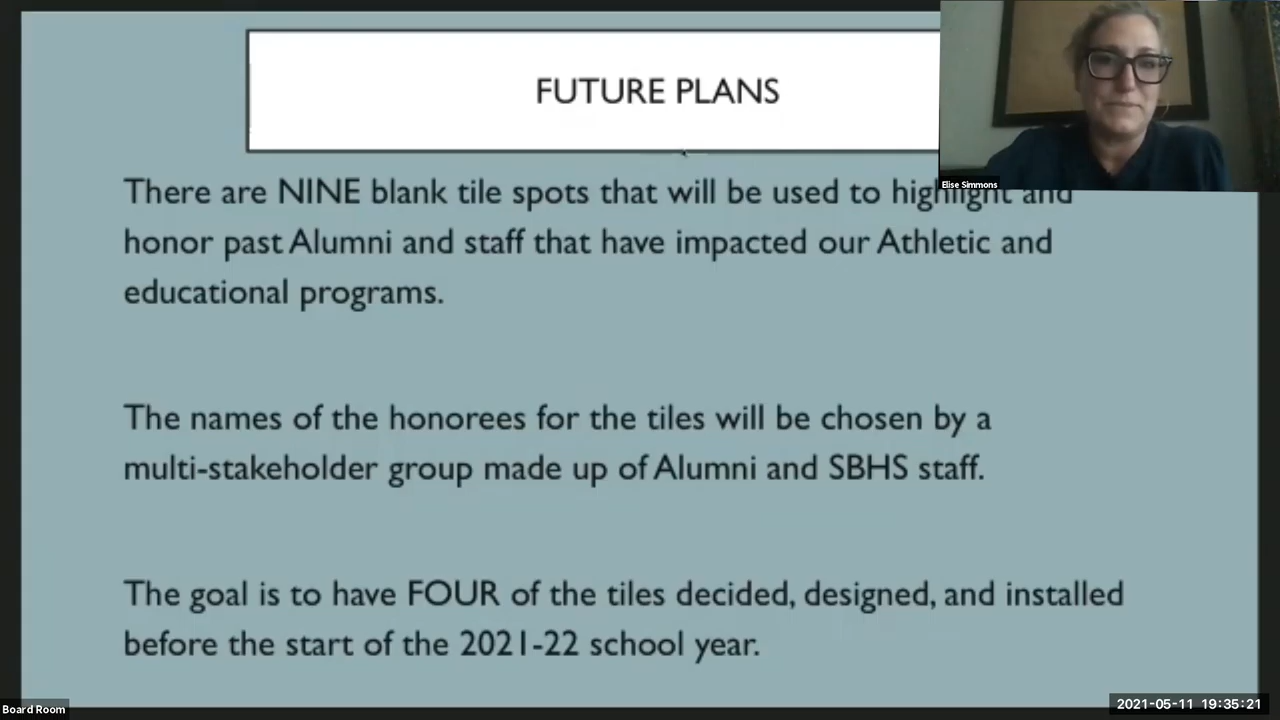 FUTURE PLANS
Elise Simmons
There are NINE blank tile spots that will be used to highlight and
honor past Alumni and staff that have impacted our Athletic and
educational programs.
The names of the honorees for the tiles will be chosen by a
multi-stakeholder group made up of Alumni and SBHS staff.
The goal is to have FOUR of the tiles decided, designed, and installed
before the start of the 2021-22 school year.
Board Room
2021-05-11 19:35:21